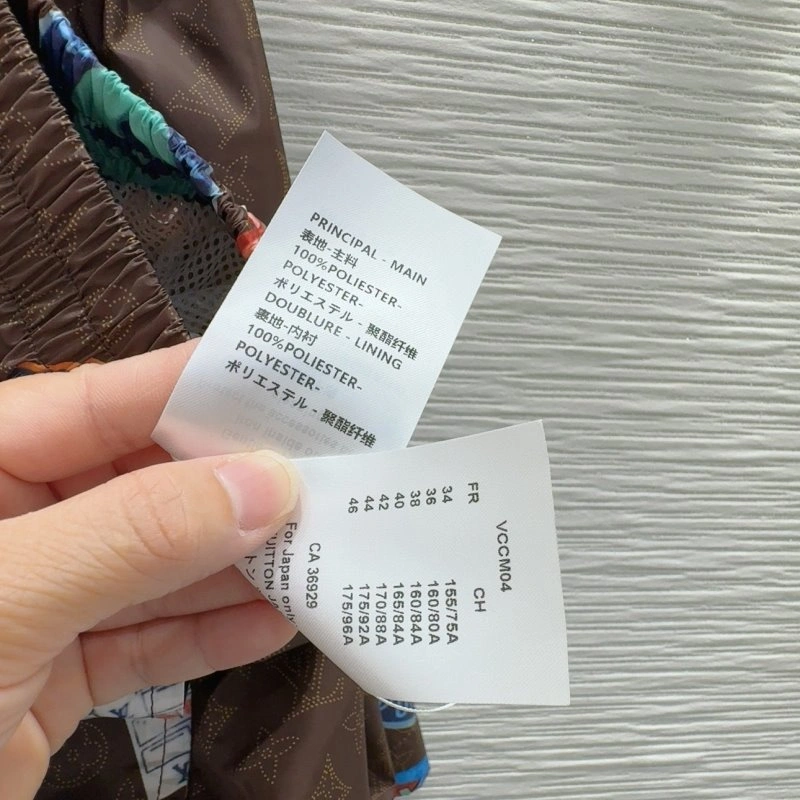 PRINCIPAL - MAIN
表地-主料
100%POLIESTER-
POLYESTER-
ポリエステル - 聚酯纤维
DOUBLURE - LINING
裏地-内衬
100%POLIESTER-
POLYESTER-
ポリエステル - 聚酯纤维
VCCM04
FR CH
34 155/75A
36 160/80A
38 160/84A
40 165/84A
42 170/88A
44 175/92A
46 175/96A
CA 36929
For Japan only